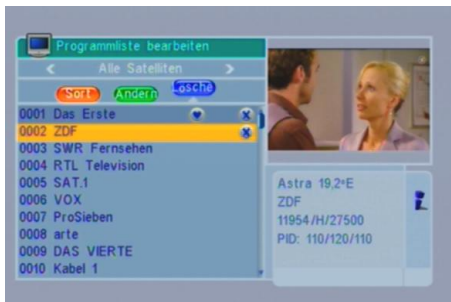 Programmliste bearbeiten
< Alle Satelliten >
Sort Ändern Lösche
0001 Das Erste
0002 ZDF
0003 SWR Fernsehen
0004 RTL Television
0005 SAT.1
0006 VOX
0007 ProSieben
0008 arte
0009 DAS VIERTE
0010 Kabel 1
Astra 19,2°E
ZDF
11954/H/27500
PID: 110/120/110